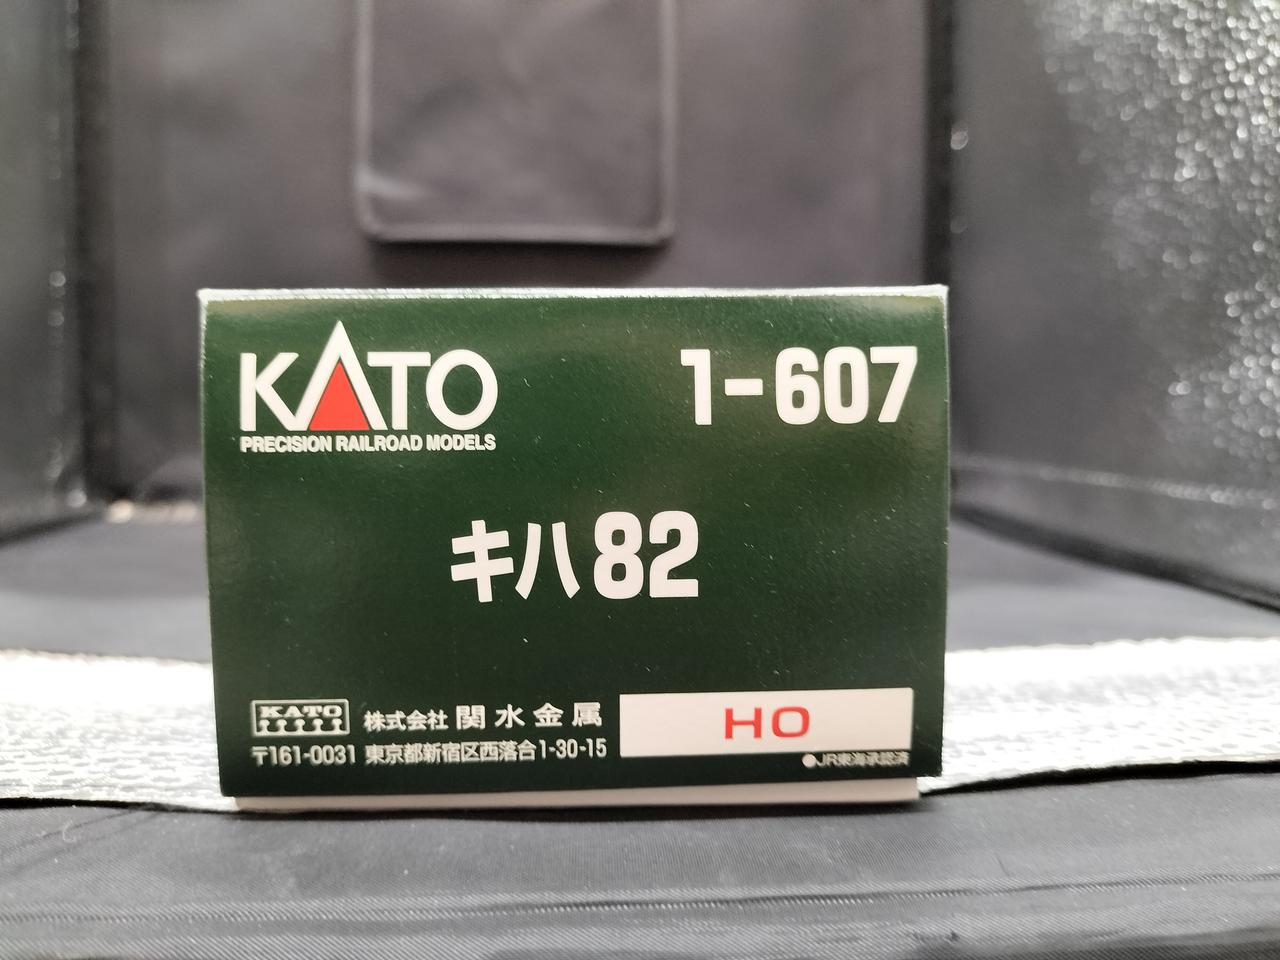 KATO
PRECISION RAILROAD MODELS
1-607
キハ82
KATO
株式会社 関水金属
〒161-0031 東京都新宿区西落合1-30-15
HO
●JR東海承認済